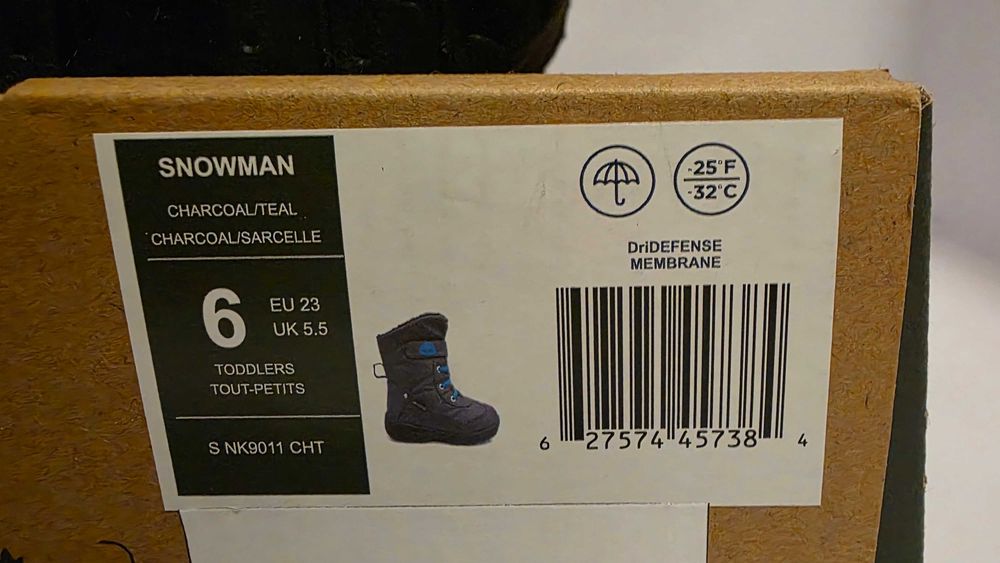 SNOWMAN
CHARCOAL/TEAL
CHARCOAL/SARCELLE
6
EU 23
UK 5.5
TODDLERS
TOUT-PETITS
S NK9011 CHT
-25°F
-32°C
DriDEFENSE
MEMBRANE
6 27574 45738 4